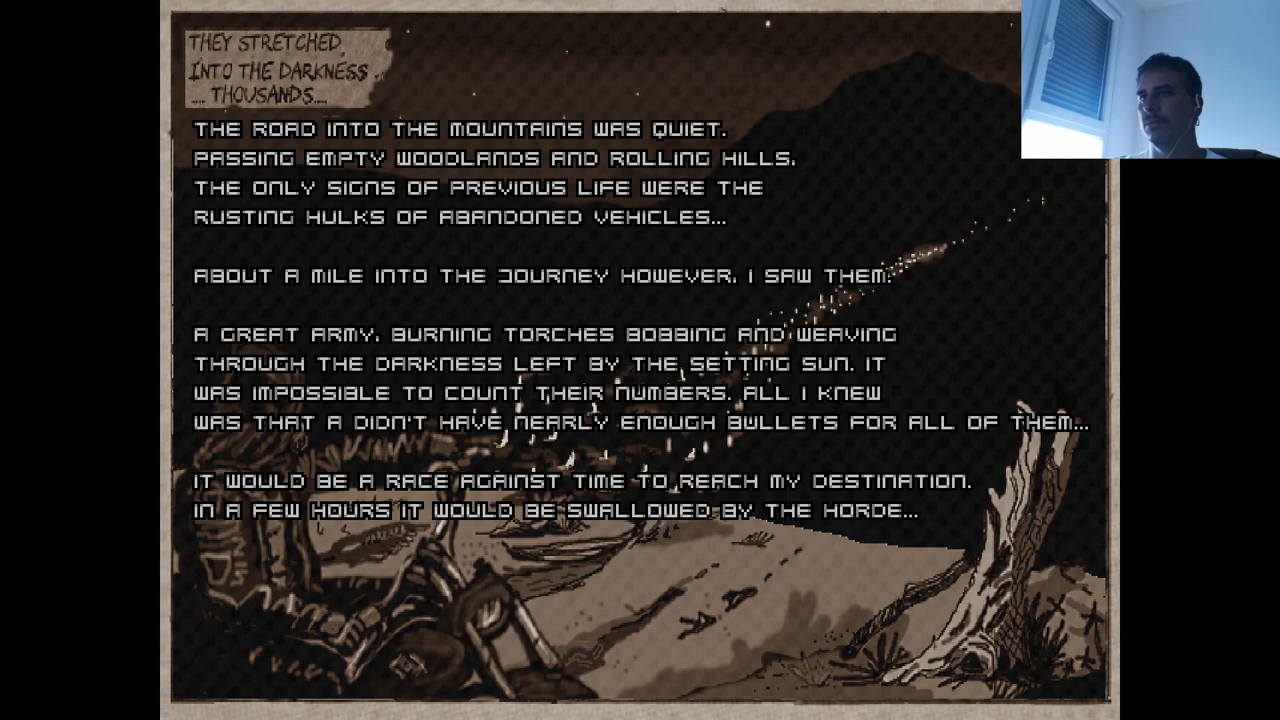 THEY STRETCHED
INTO THE DARKNESS
.... THOUSANDS....
THE ROAD INTO THE MOUNTAINS WAS QUIET.
PASSING EMPTY WOODLANDS AND ROLLING HILLS.
THE ONLY SIGNS OF PREVIOUS LIFE WERE THE
RUSTING HULKS OF ABANDONED VEHICLES...
ABOUT A MILE INTO THE JOURNEY HOWEVER, I SAW THEM.
A GREAT ARMY, BURNING TORCHES BOBBING AND WEAVING
THROUGH THE DARKNESS LEFT BY THE SETTING SUN. IT
WAS IMPOSSIBLE TO COUNT THEIR NUMBERS. ALL I KNEW
WAS THAT A DIDN'T HAVE NEARLY ENOUGH BULLETS FOR ALL OF THEM...
IT WOULD BE A RACE AGAINST TIME TO REACH MY DESTINATION.
IN A FEW HOURS IT WOULD BE SWALLOWED BY THE HORDE...